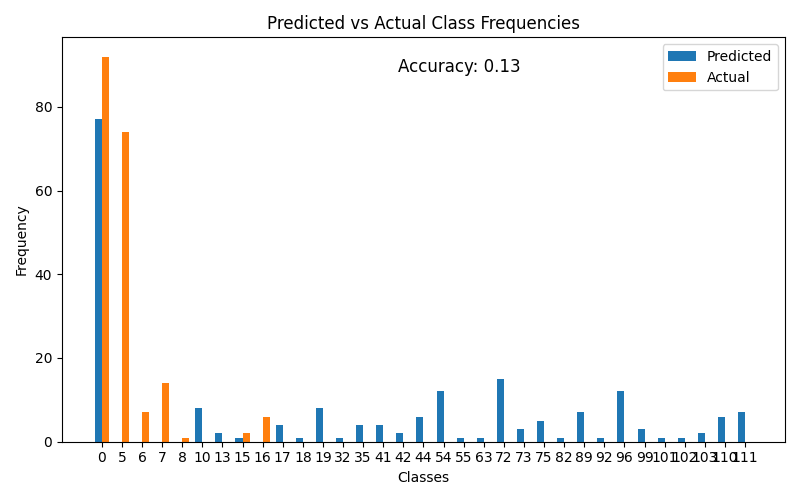 Predicted vs Actual Class Frequencies
Accuracy: 0.13
Predicted
Actual
80
60
40
20
0
Frequency
0 5 6 7 8 10 13 15 16 17 18 19 32 35 41 42 44 54 55 63 72 73 75 82 89 92 96 99 101 102 103 110 111
Classes